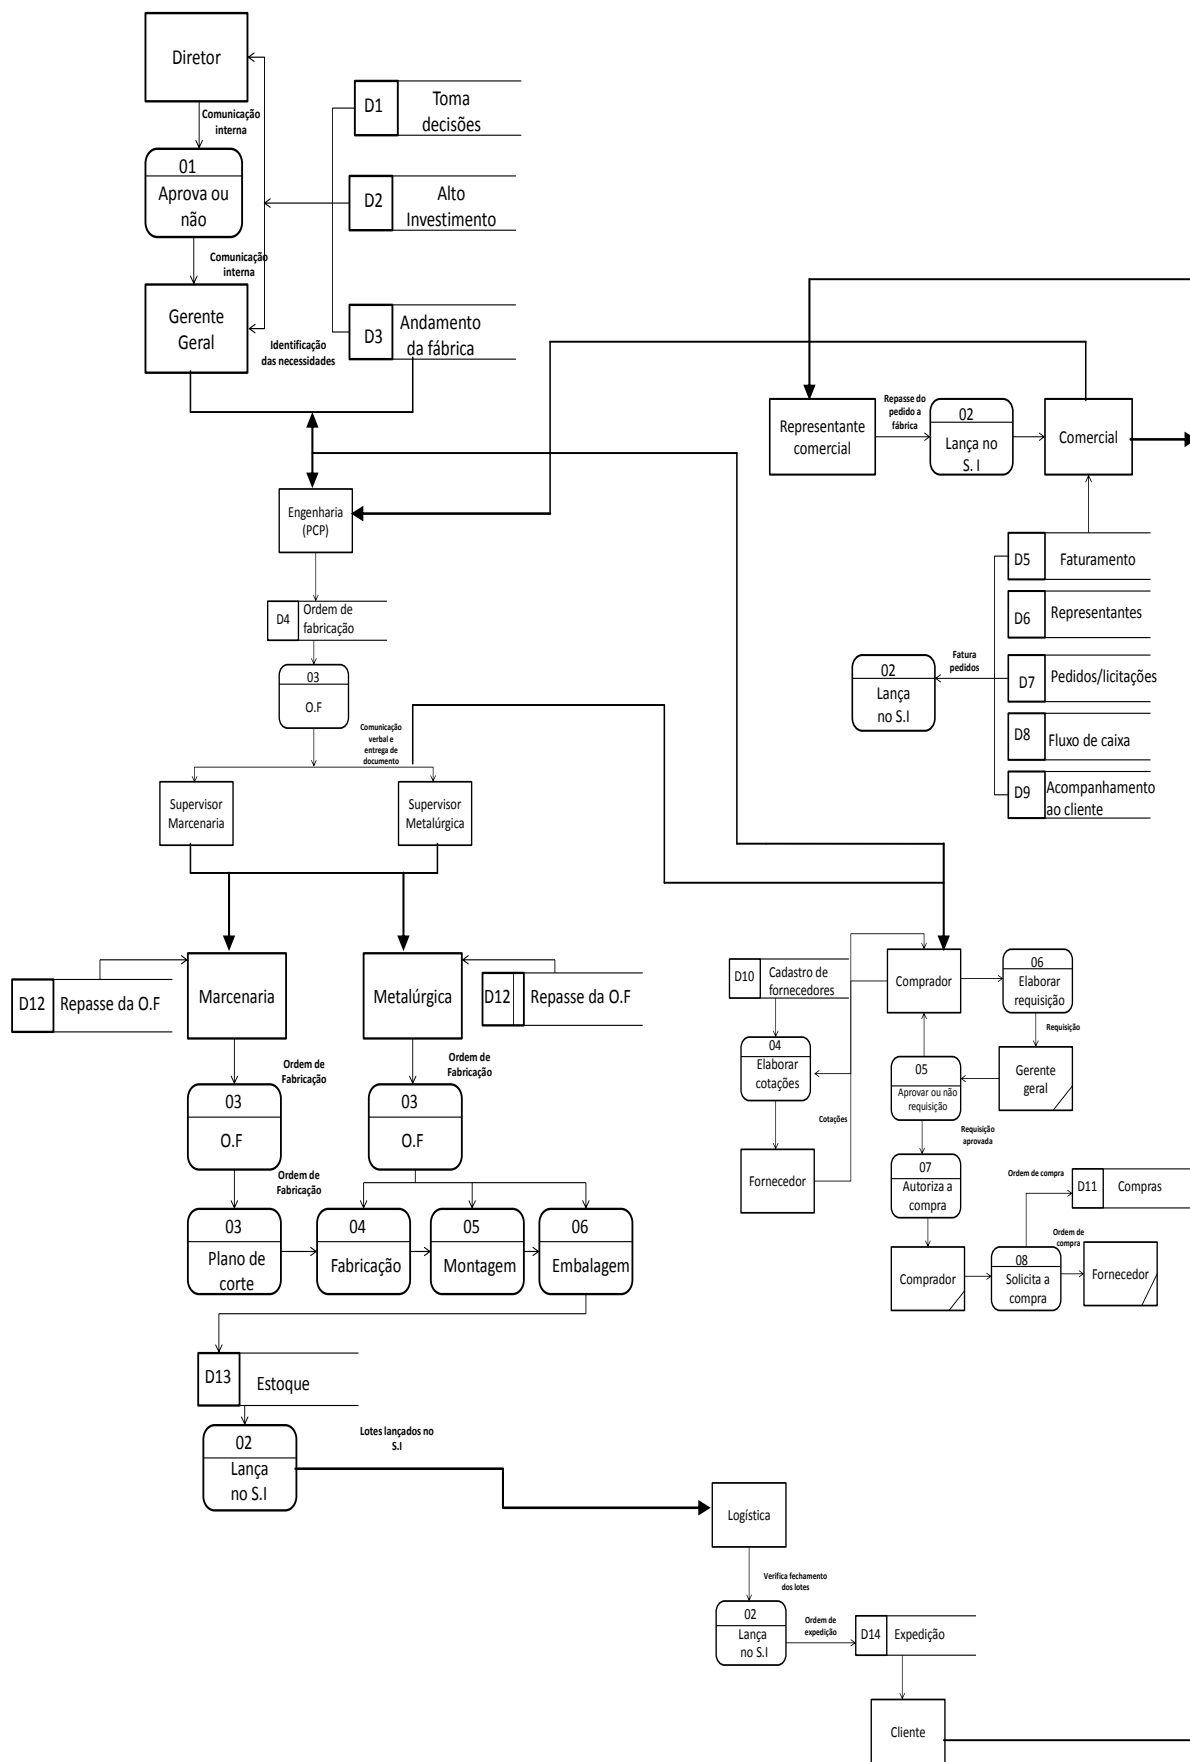 Diretor
Comunicação
interna
01
Aprova ou
não
Comunicação
interna
Gerente
Geral
Identificação
das necessidades
D1
Toma
decisões
D2
Alto
Investimento
D3
Andamento
da fábrica
Representante
comercial
Repasse do
pedido a
fábrica
02
Lança no
S. I
Comercial
Engenharia
(PCP)
D4
Ordem de
fabricação
03
O.F
Comunicação
verbal e
entrega de
documento
D5
Faturamento
D6
Representantes
D7
Pedidos/licitações
D8
Fluxo de caixa
D9
Acompanhamento
ao cliente
Fatura
pedidos
02
Lança
no S.I
Supervisor
Marcenaria
Supervisor
Metalúrgica
D12
Repasse da O.F
Marcenaria
Metalúrgica
D12
Repasse da O.F
Ordem de
Fabricação
Ordem de
Fabricação
03
O.F
03
O.F
Ordem de
Fabricação
03
Plano de
corte
04
Fabricação
05
Montagem
06
Embalagem
D10
Cadastro de
fornecedores
04
Elaborar
cotações
Cotações
Fornecedor
Comprador
06
Elaborar
requisição
Requisição
Gerente
geral
05
Aprovar ou não
requisição
Requisição
aprovada
07
Autoriza a
compra
Ordem de compra
D11
Compras
Comprador
08
Solicita a
compra
Ordem de
compra
Fornecedor
D13
Estoque
02
Lança
no S.I
Lotes lançados no
S.I
Logística
Verifica fechamento
dos lotes
02
Lança
no S.I
Ordem de
expedição
D14
Expedição
Cliente